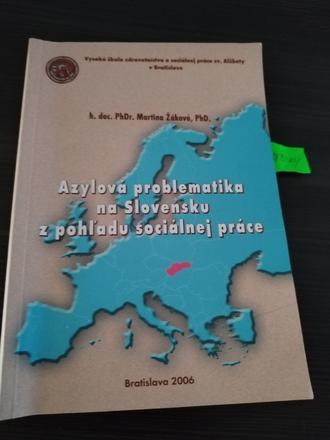 Vysoká škola zdravotníctva a sociálnej práce sv. Alžbety
v Bratislave
h. doc. PhDr. Martina Žáková, PhD.
Azylová problematika
na Slovensku
z pohľadu sociálnej práce
Bratislava 2006